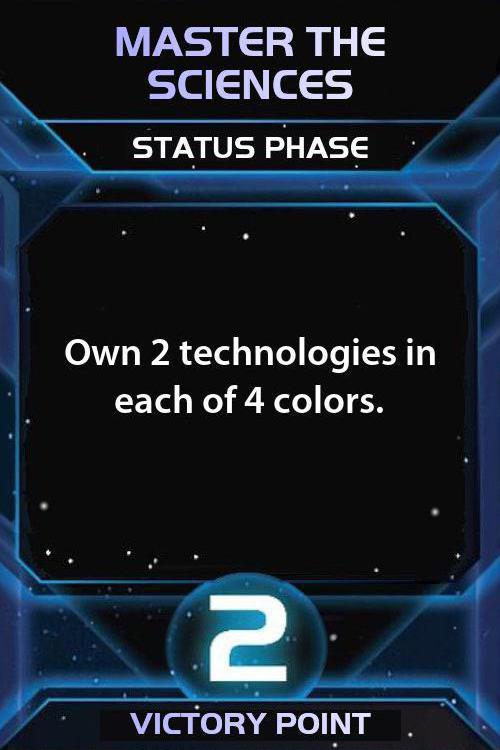 MASTER THE
SCIENCES
STATUS PHASE
Own 2 technologies in
each of 4 colors.
2
VICTORY POINT